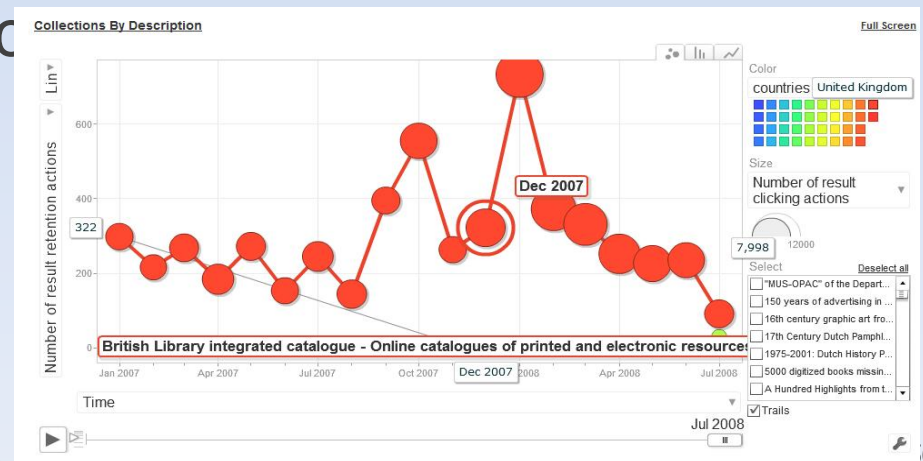 Collections By Description
Full Screen
Lin
Number of result retention actions
600
400
322
200
0
Dec 2007
British Library integrated catalogue - Online catalogues of printed and electronic resources
Jan 2007
Apr 2007
Jul 2007
Oct 2007
Dec 2007
2008
Apr 2008
Jul 2008
Time
Jul 2008
Color
countries
United Kingdom
Size
Number of result
clicking actions
7,998
12000
Select
Deselect all
"MUS-OPAC" of the Depart...
150 years of advertising in ...
16th century graphic art fro...
17th Century Dutch Pamphl...
1975-2001: Dutch History P...
5000 digitized books missin...
A Hundred Highlights from t...
Trails